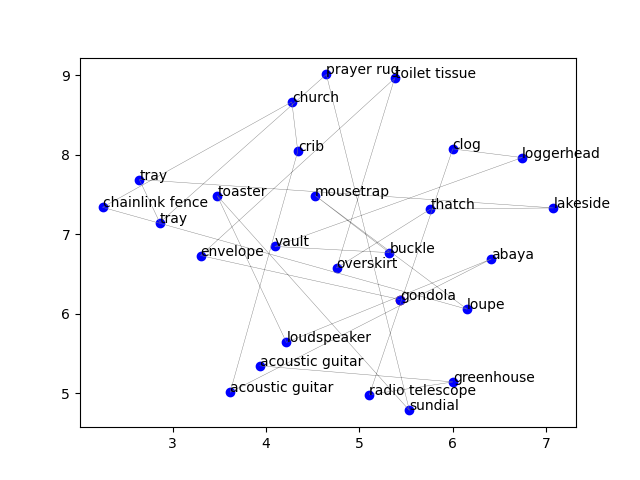 9
prayer rug
toilet tissue
church
8
crib
clog
loggerhead
tray
chainlink fence
toaster
mousetrap
thatch
lakeside
tray
7
envelope
vault
buckle
overskirt
abaya
6
gondola
loupe
loudspeaker
acoustic guitar
5
acoustic guitar
radio telescope
greenhouse
sundial
3 4 5 6 7